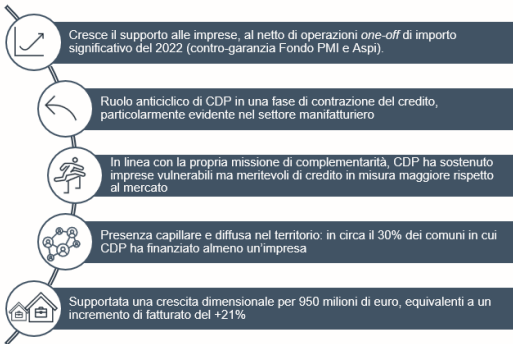 Cresce il supporto alle imprese, al netto di operazioni one-off di importo
significativo del 2022 (contro-garanzia Fondo PMI e Aspi).
Ruolo anticiclico di CDP in una fase di contrazione del credito,
particolarmente evidente nel settore manifatturiero
In linea con la propria missione di complementarità, CDP ha sostenuto
imprese vulnerabili ma meritevoli di credito in misura maggiore rispetto
al mercato
Presenza capillare e diffusa nel territorio: in circa il 30% dei comuni in cui
CDP ha finanziato almeno un'impresa
Supportata una crescita dimensionale per 950 milioni di euro, equivalenti a un
incremento di fatturato del +21%